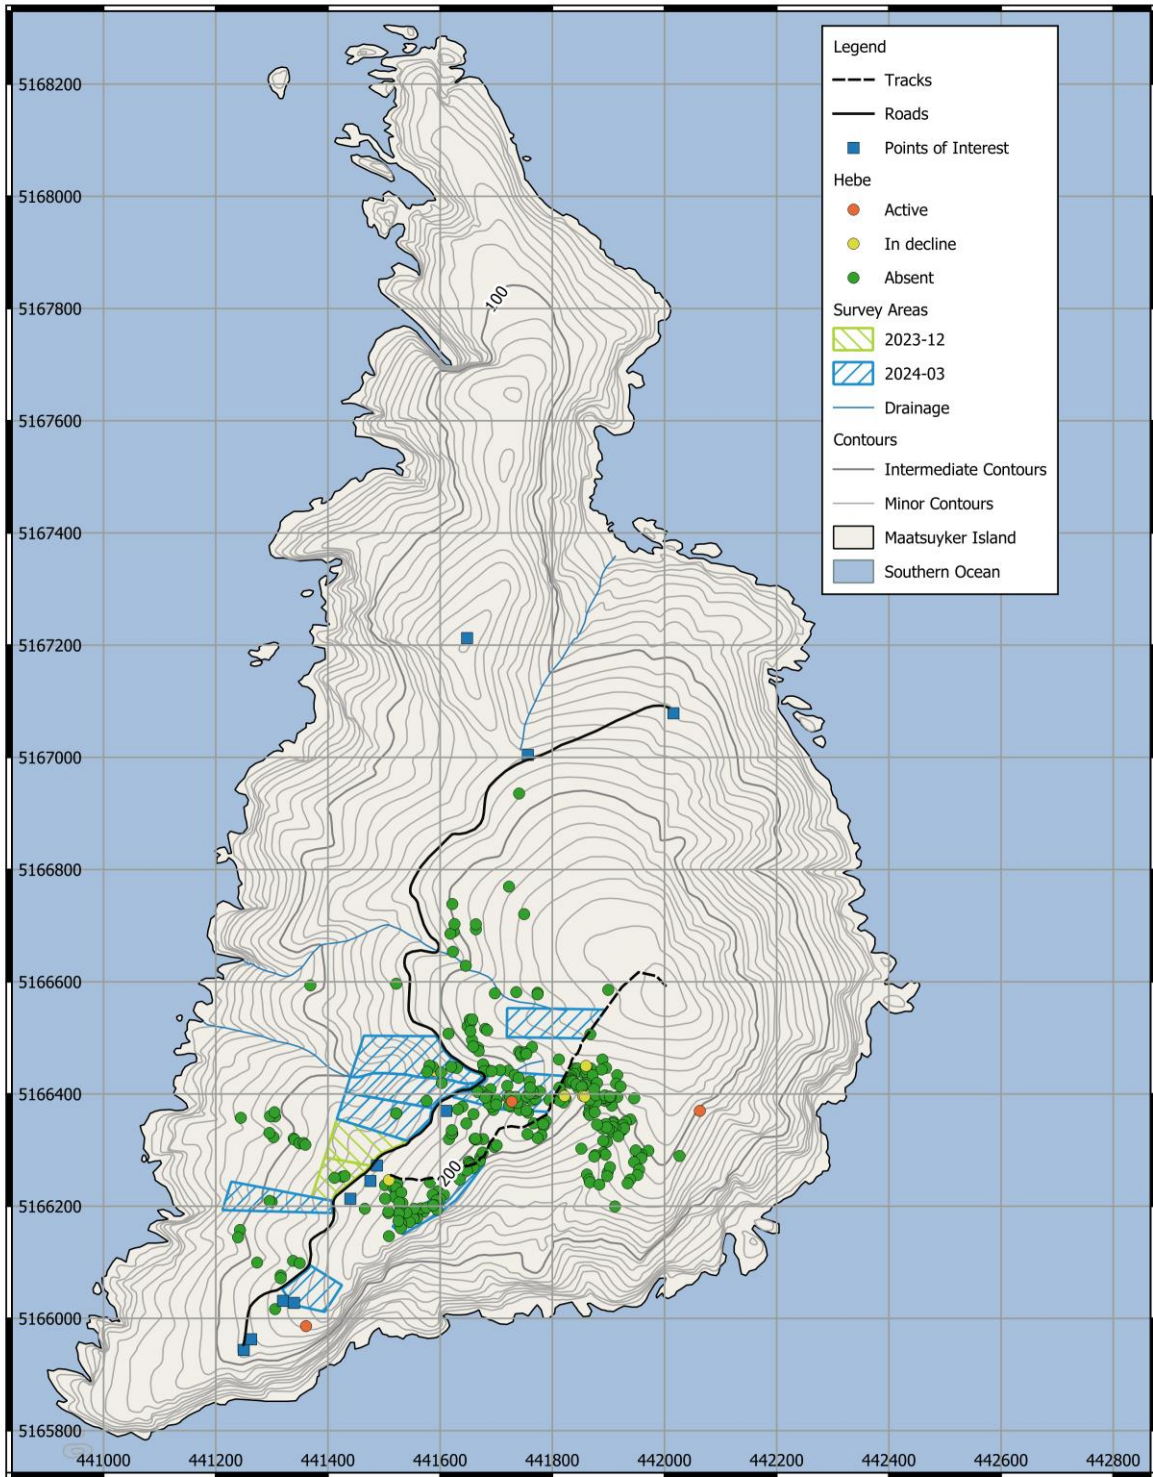 Legend
Tracks
Roads
Points of Interest
Hebe
Active
In decline
Absent
Survey Areas
2023-12
2024-03
Drainage
Contours
Intermediate Contours
Minor Contours
Maatsuyker Island
Southern Ocean
5168200
5168000
5167800
100
5167600
5167400
5167200
5167000
5166800
5166600
5166400
200
5166200
5166000
5165800
441000 441200 441400 441600 441800 442000 442200 442400 442600 442800